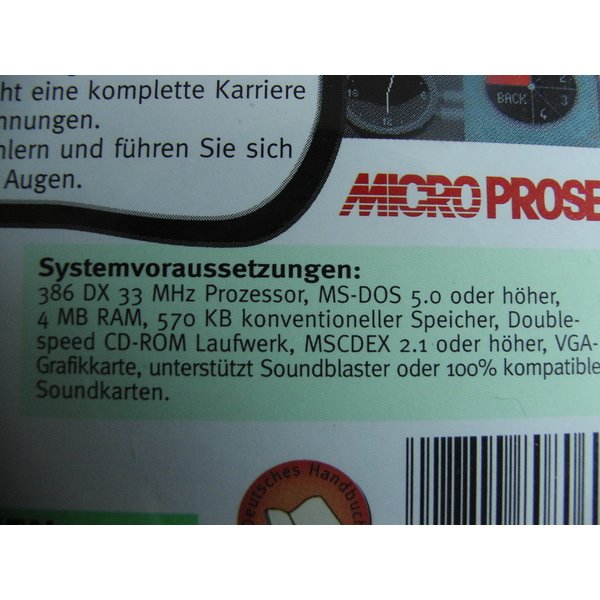 eine komplette Karriere
BACK
hlern und führen Sie sich
Augen.
MICROPROSE
Systemvoraussetzungen:
386 DX 33 MHz Prozessor, MS-DOS 5.0 oder höher,
4 MB RAM, 570 KB konventioneller Speicher, Double-
speed CD-ROM Laufwerk, MSCDEX 2.1 oder höher, VGA-
Grafikkarte, unterstützt Soundblaster oder 100% kompatible
Soundkarten.
Deutsches Handbuch